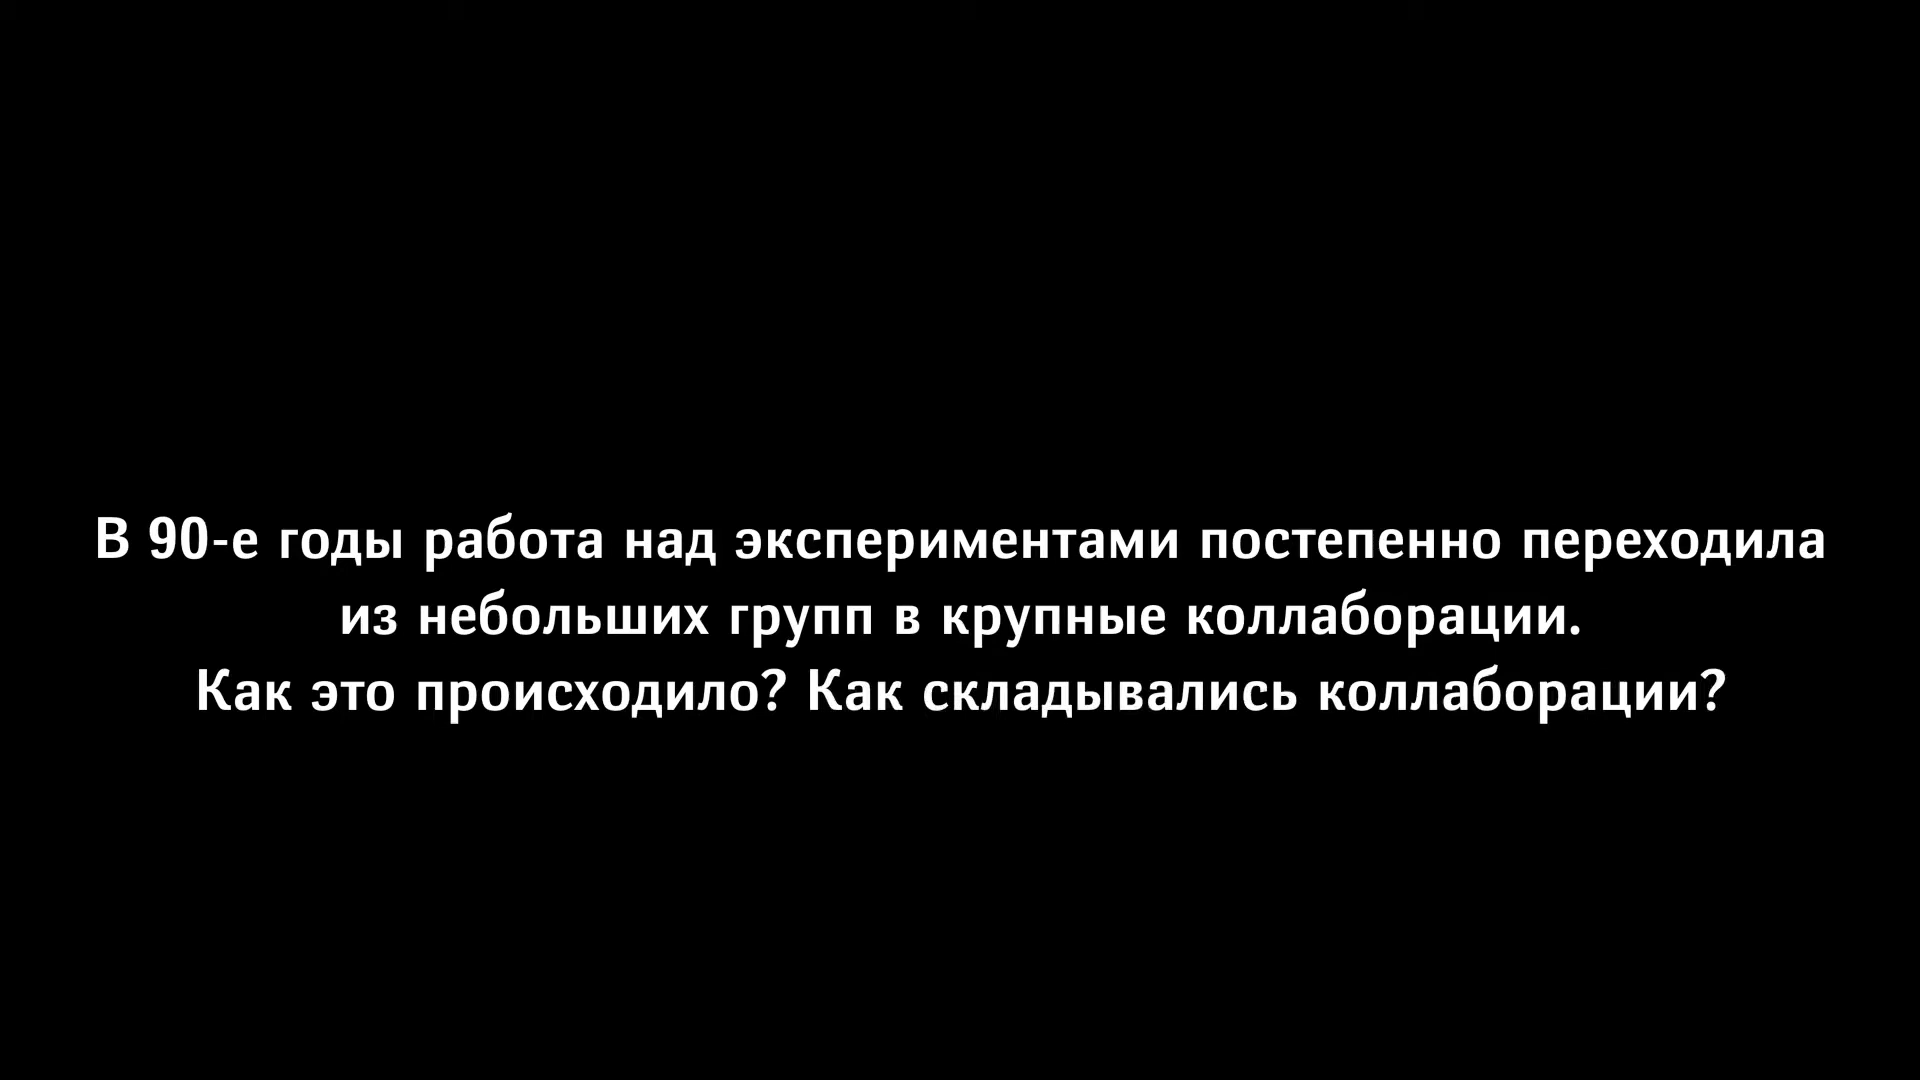 В 90-е годы работа над экспериментами постепенно переходила
из небольших групп в крупные коллаборации.
Как это происходило? Как складывались коллаборации?